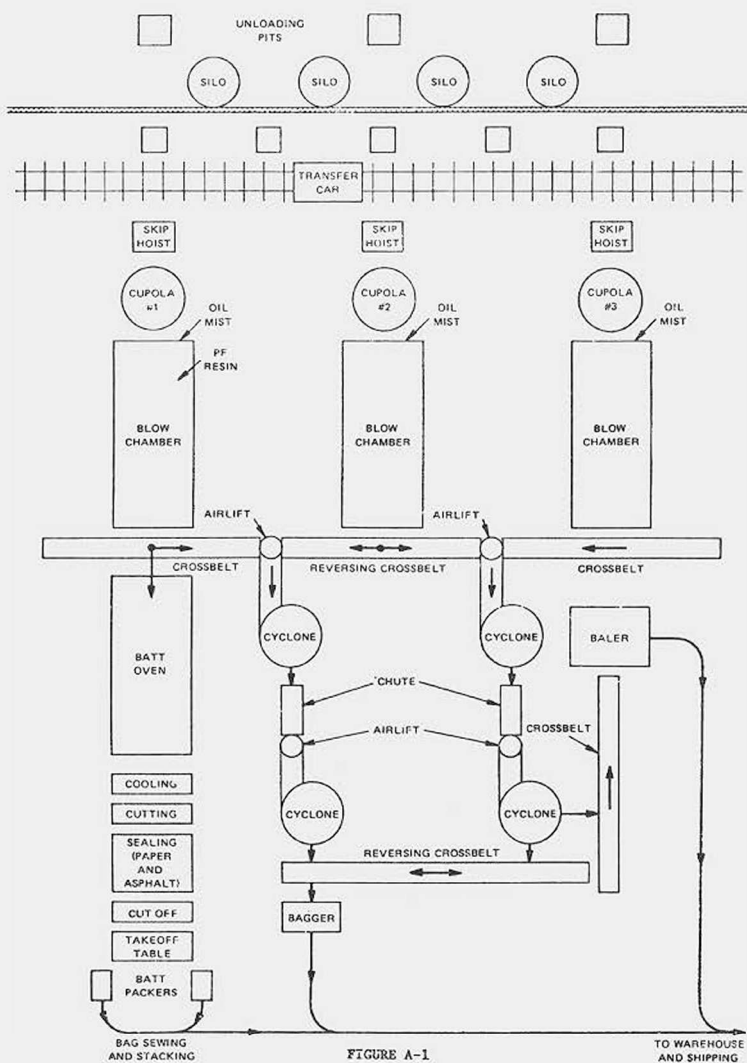 UNLOADING
PITS
SILO
SILO
SILO
SILO
TRANSFER
CAR
SKIP
HOIST
SKIP
HOIST
SKIP
HOIST
CUPOLA
#1
CUPOLA
#2
CUPOLA
#3
OIL
MIST
OIL
MIST
OIL
MIST
PF
RESIN
BLOW
CHAMBER
BLOW
CHAMBER
BLOW
CHAMBER
AIRLIFT
AIRLIFT
CROSSBELT
REVERSING CROSSBELT
CROSSBELT
CYCLONE
CYCLONE
BALER
BATT
OVEN
CHUTE
AIRLIFT
CROSSBELT
COOLING
CUTTING
CYCLONE
CYCLONE
SEALING
(PAPER
AND
ASPHALT)
REVERSING CROSSBELT
CUT OFF
BAGGER
TAKEOFF
TABLE
BATT
PACKERS
BAG SEWING
AND STACKING
FIGURE A-1
TO WAREHOUSE
AND SHIPPING